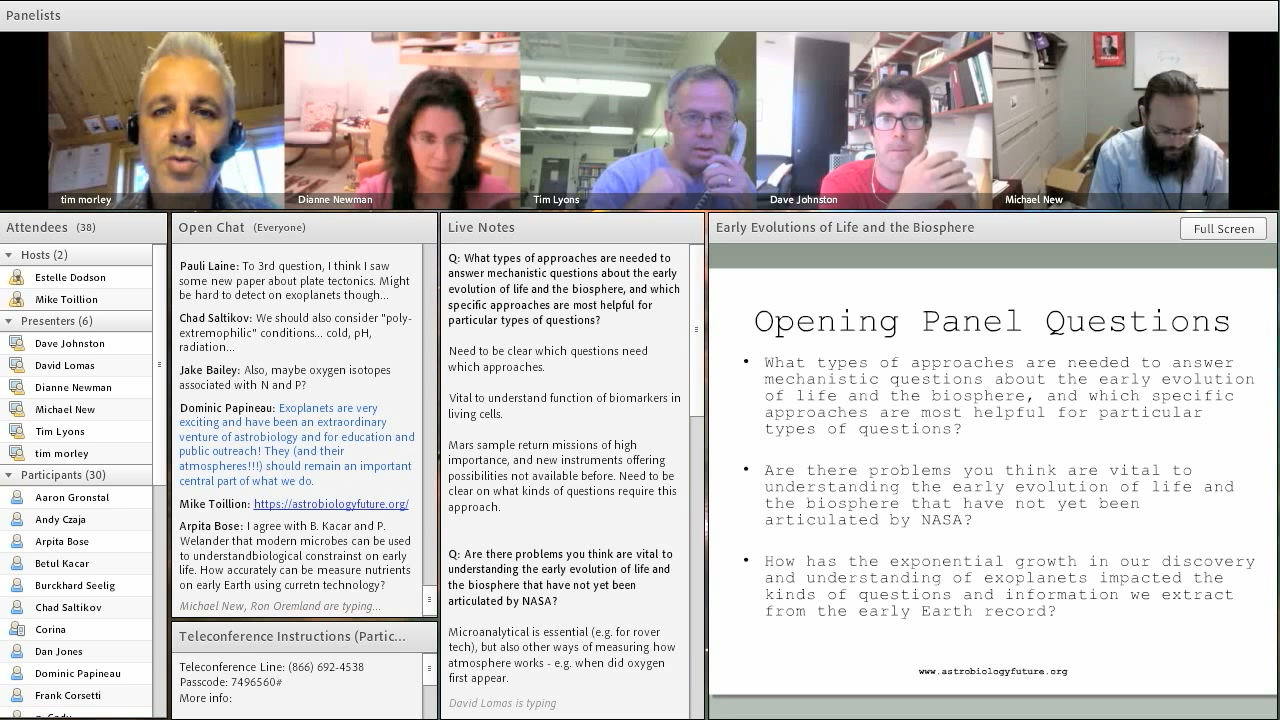 Panelists
tim morley
Dianne Newman
Tim Lyons
Dave Johnston
Michael New
Attendees (38)
Hosts (2)
Estelle Dodson
Mike Toillion
Presenters (6)
Dave Johnston
David Lomas
Dianne Newman
Michael New
Tim Lyons
tim morley
Participants (30)
Aaron Gronstal
Andy Czaja
Arpita Bose
Betul Kacar
Burckhard Seelig
Chad Saltikov
Corina
Dan Jones
Dominic Papineau
Frank Corsetti
Open Chat (Everyone)
Pauli Laine: To 3rd question, I think I saw
some new paper about plate tectonics. Might
be hard to detect on exoplanets though...
Chad Saltikov: We should also consider "poly-
extremophilic" conditions... cold, pH,
radiation...
Jake Bailey: Also, maybe oxygen isotopes
associated with N and P?
Dominic Papineau: Exoplanets are very
exciting and have been an extraordinary
venture of astrobiology and for education and
public outreach! They (and their
atmospheres!!!) should remain an important
central part of what we do.
Mike Toillion: https://astrobiologyfuture.org/
Arpita Bose: I agree with B. Kacar and P.
Welander that modern microbes can be used
to understandbiological constrainst on early
life. How accurately can be measure nutrients
on early Earth using curretn technology?
Michael New, Ron Oremland are typing...
Teleconference Instructions (Partic...
Teleconference Line: (866) 692-4538
Passcode: 7496560#
More info:
Live Notes
Q: What types of approaches are needed to
answer mechanistic questions about the early
evolution of life and the biosphere, and which
specific approaches are most helpful for
particular types of questions?
Need to be clear which questions need
which approaches.
Vital to understand function of biomarkers in
living cells.
Mars sample return missions of high
importance, and new instruments offering
possibilities not available before. Need to be
clear on what kinds of questions require this
approach.
Q: Are there problems you think are vital to
understanding the early evolution of life and
the biosphere that have not yet been
articulated by NASA?
Microanalytical is essential (e.g. for rover
tech), but also other ways of measuring how
atmosphere works - e.g. when did oxygen
first appear.
David Lomas is typing
Early Evolutions of Life and the Biosphere
Full Screen
Opening Panel Questions
• What types of approaches are needed to answer
mechanistic questions about the early evolution
of life and the biosphere, and which specific
approaches are most helpful for particular
types of questions?
• Are there problems you think are vital to
understanding the early evolution of life and
the biosphere that have not yet been
articulated by NASA?
• How has the exponential growth in our discovery
and understanding of exoplanets impacted the
kinds of questions and information we extract
from the early Earth record?
www.astrobiologyfuture.org